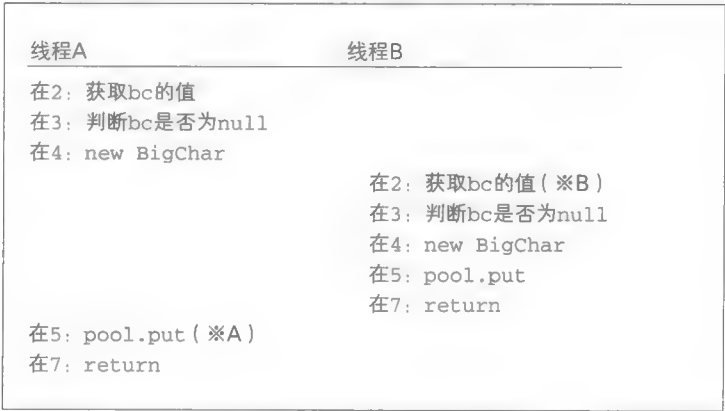 线程A 线程B
在2：获取bc的值
在3：判断bc是否为null
在4：new BigChar
在2：获取bc的值（※B）
在3：判断bc是否为null
在4：new BigChar
在5：pool.put
在7：return
在5：pool.put（※A）
在7：return